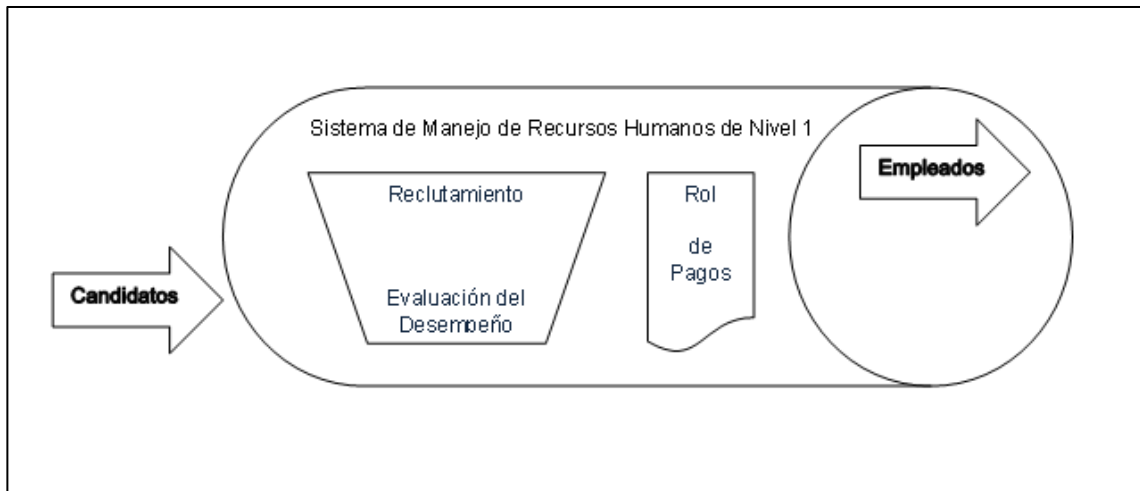 Sistema de Manejo de Recursos Humanos de Nivel 1
Candidatos
Reclutamiento
Evaluación del
Desempeño
Rol
de
Pagos
Empleados